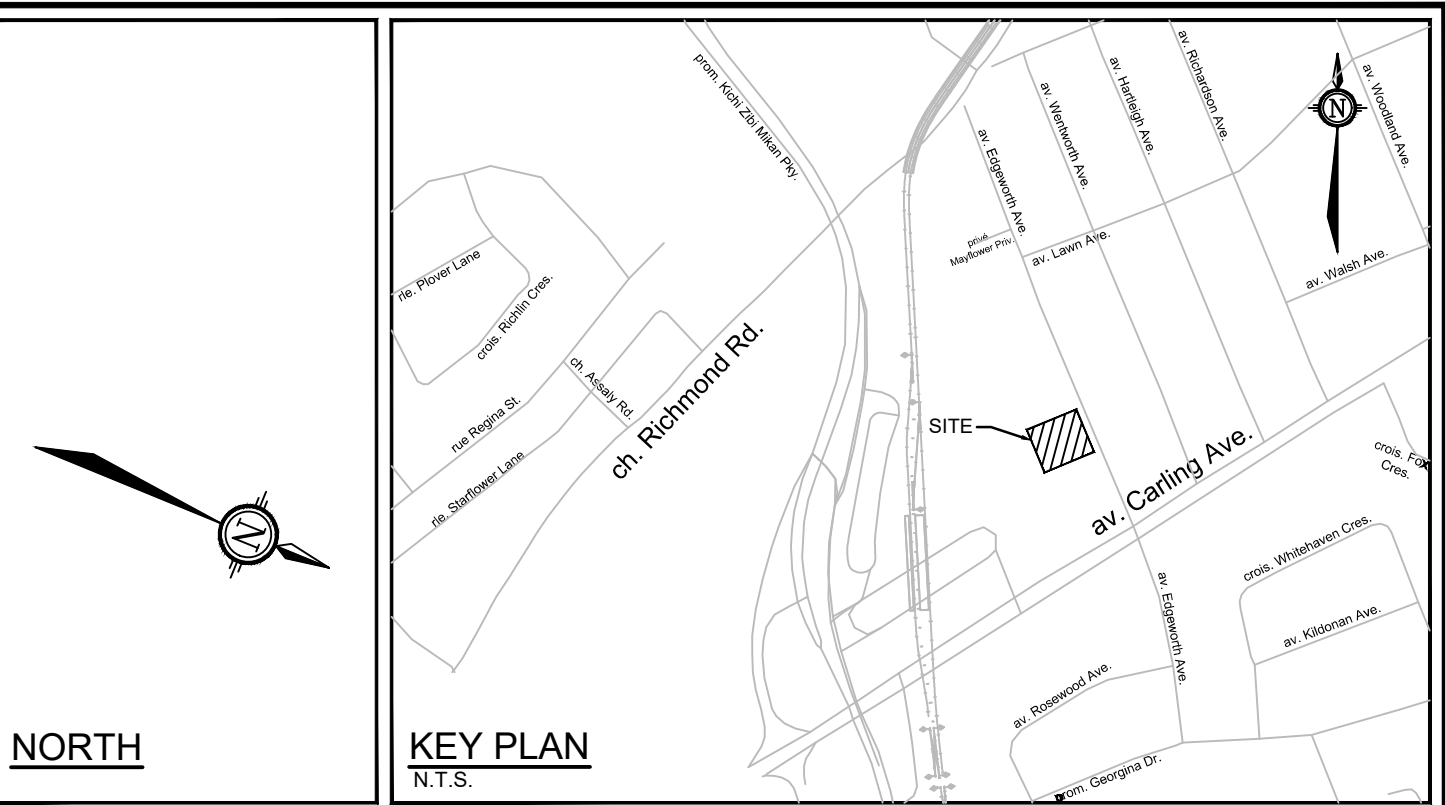 NORTH
N
KEY PLAN
N.T.S.
N
prom. Kichi Zibi Mikan Pky.
av. Edgeworth Ave.
av. Wentworth Ave.
av. Hartleigh Ave.
av. Richardson Ave.
av. Woodland Ave.
privé
Mayflower Priv.
av. Lawn Ave.
av. Walsh Ave.
rle. Plover Lane
crois. Richlin Cres.
ch. Assaly Rd.
ch. Richmond Rd.
rue Regina St.
rle. Starflower Lane
SITE
av. Carling Ave.
crois. Fox
Cres.
crois. Whitehaven Cres.
av. Kildonan Ave.
av. Edgeworth Ave.
av. Rosewood Ave.
prom. Georgina Dr.